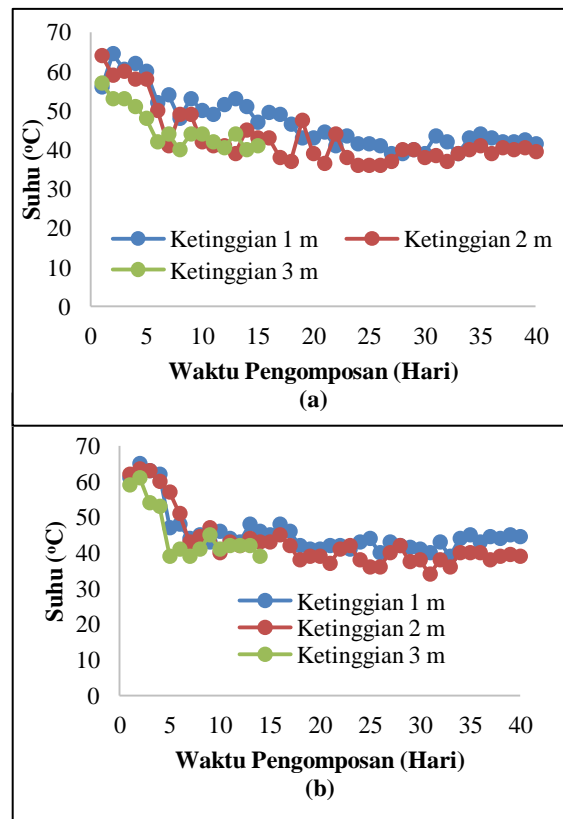 70
60
50
40
30
20
10
0
Suhu (ᵒC)
Ketinggian 1 m Ketinggian 2 m
Ketinggian 3 m
0 5 10 15 20 25 30 35 40
Waktu Pengomposan (Hari)
(a)
70
60
50
40
30
20
10
0
Suhu (ᵒC)
Ketinggian 1 m
Ketinggian 2 m
Ketinggian 3 m
0 5 10 15 20 25 30 35 40
Waktu Pengomposan (Hari)
(b)